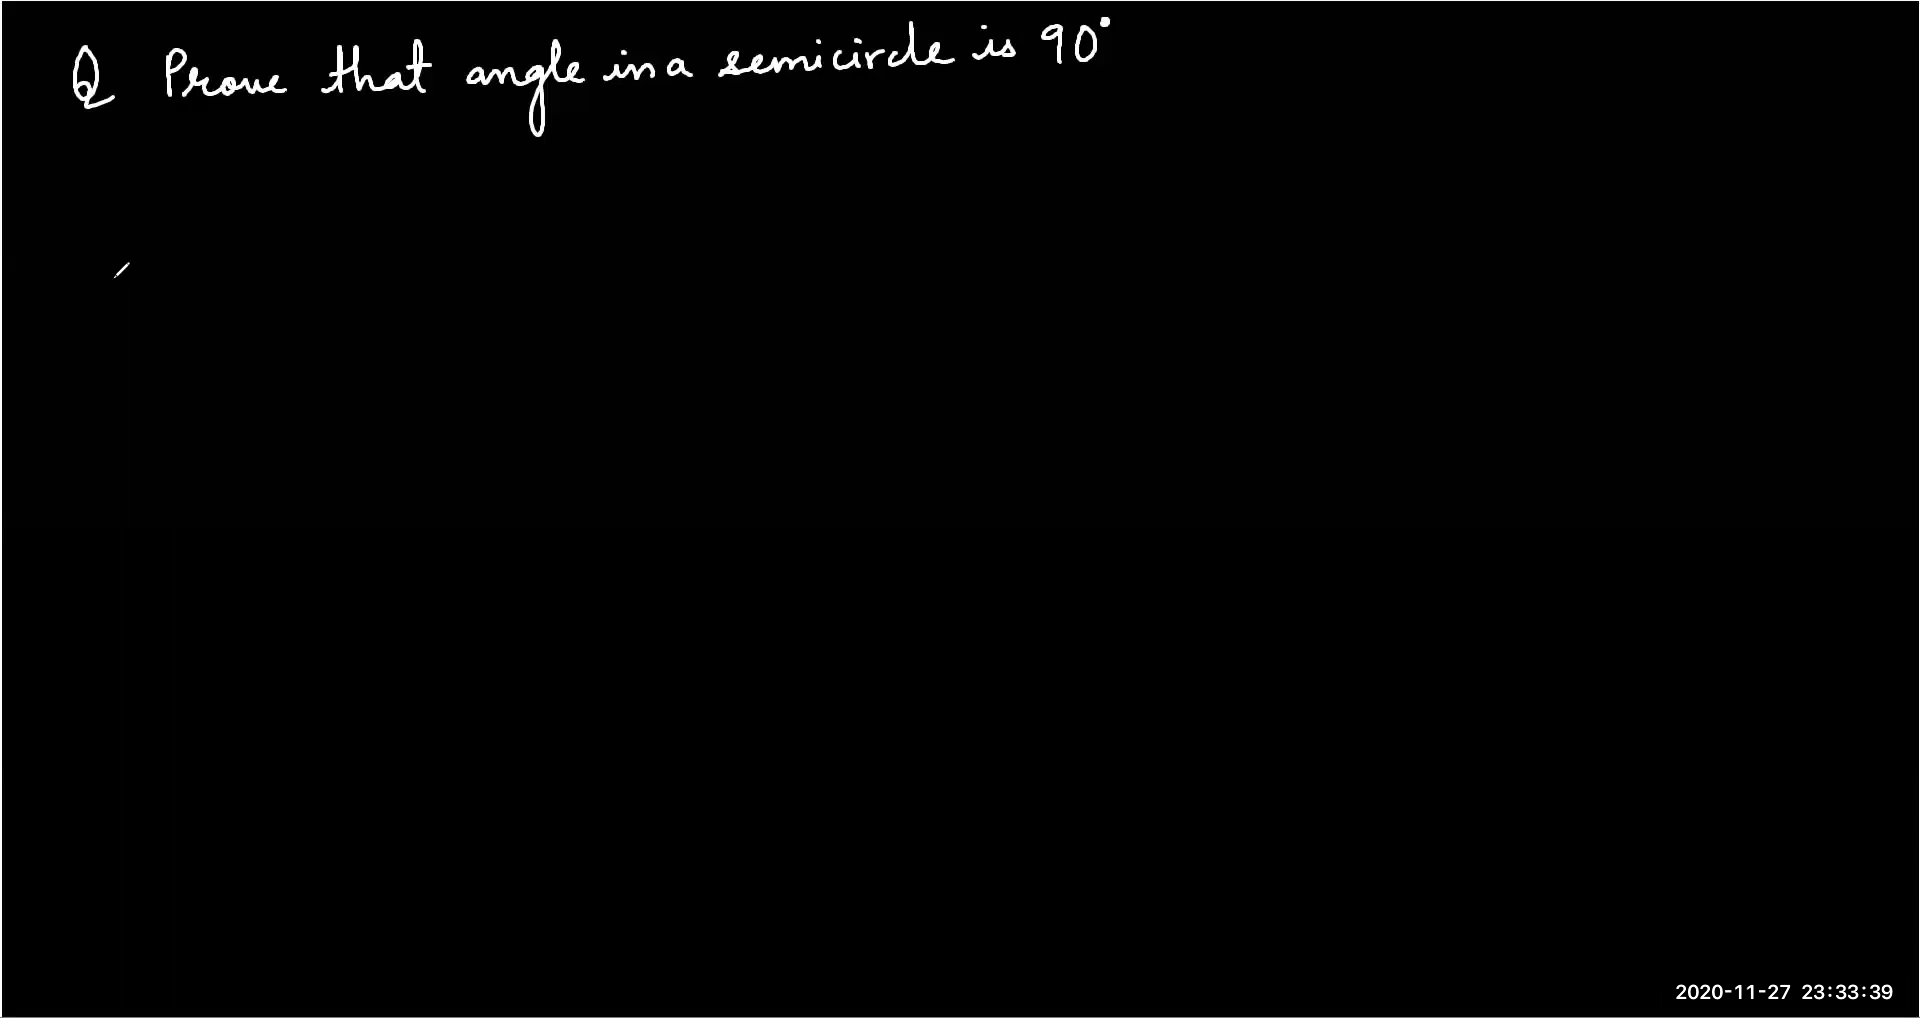 Q Prove that angle in a semicircle is 90°
2020-11-27 23:33:39